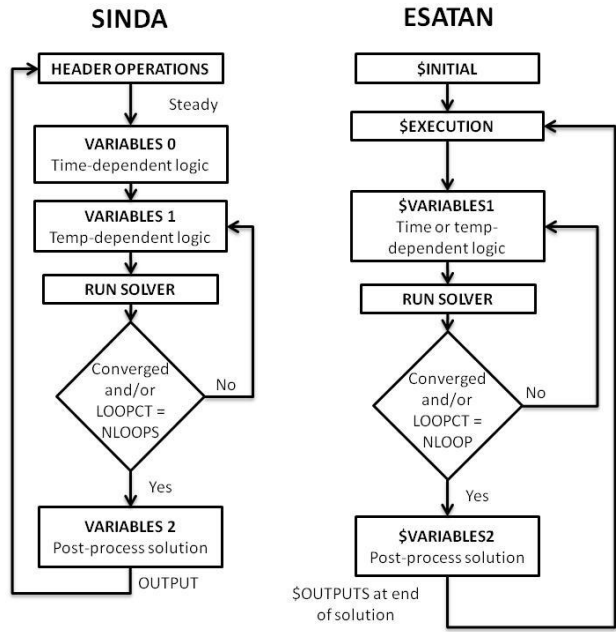 SINDA
HEADER OPERATIONS
Steady
VARIABLES 0
Time-dependent logic
VARIABLES 1
Temp-dependent logic
RUN SOLVER
Converged
and/or
LOOPCT =
NLOOPS
No
Yes
VARIABLES 2
Post-process solution
OUTPUT
ESATAN
$INITIAL
$EXECUTION
$VARIABLES1
Time or temp-
dependent logic
RUN SOLVER
Converged
and/or
LOOPCT =
NLOOP
No
Yes
$VARIABLES2
Post-process solution
$OUTPUTS at end
of solution